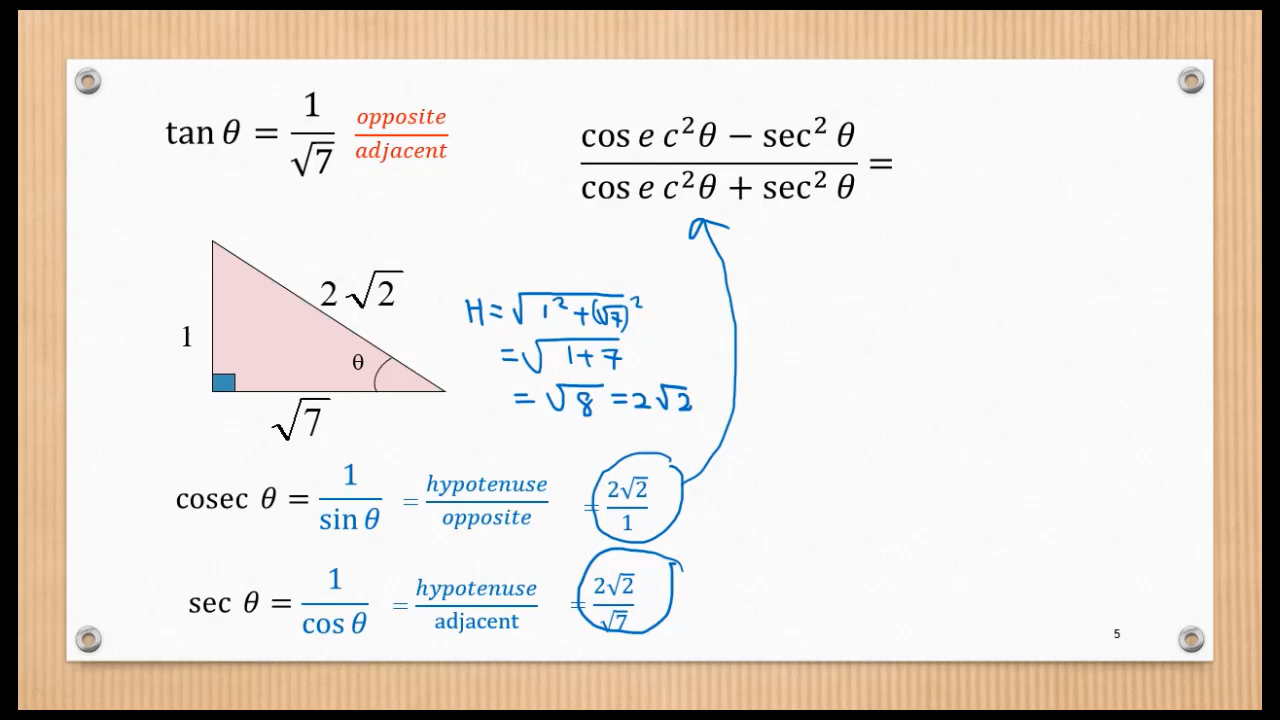 tan θ = 1/√7 opposite/adjacent
cos e c²θ − sec² θ / cos e c²θ + sec² θ =
2√2
1
θ
√7
H = √1² + (√7)²
= √1 + 7
= √8 = 2√2
cosec θ = 1/sin θ = hypotenuse/opposite = 2√2/1
sec θ = 1/cos θ = hypotenuse/adjacent = 2√2/√7
5